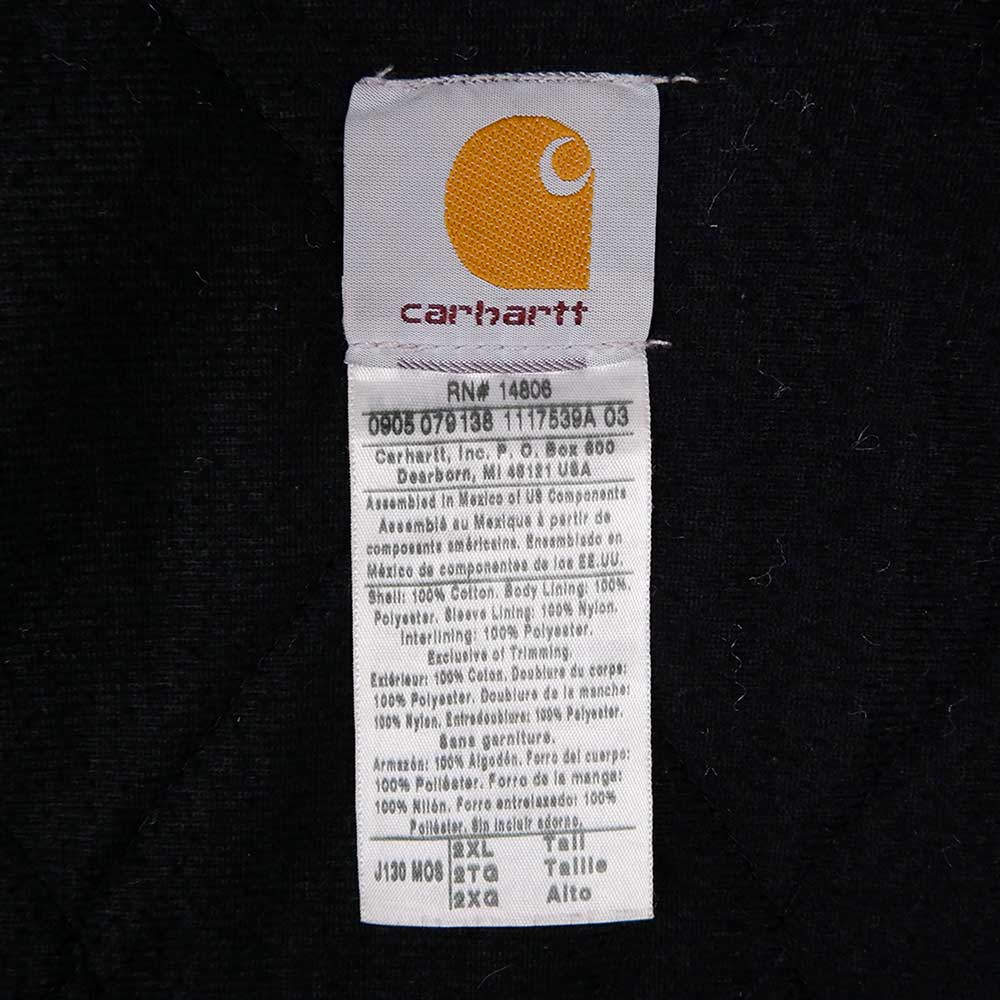 carhartt
RN# 14806
0905 079138 1117539A 03
Carhartt, Inc. P. O. Box 600
Dearborn, MI 48121 USA
Assembled in Mexico of US Components
Assemblé au Mexique à partir de
composants américains. Ensamblado en
México de componentes de los EE.UU.
Shell: 100% Cotton. Body Lining: 100%
Polyester. Sleeve Lining: 100% Nylon.
Interlining: 100% Polyester.
Exclusive of Trimming.
Extérieur: 100% Coton. Doublure du corps:
100% Polyester. Doublure de la manche:
100% Nylon. Entredoublure: 100% Polyester.
Sans garniture.
Armazón: 100% Algodón. Forro del cuerpo:
100% Poliéster. Forro de la manga:
100% Nilón. Forro entrelazado: 100%
Poliéster. Sin incluir adorno.
J130 MOS
2XL Tall
2TG Taille
2XG Alto